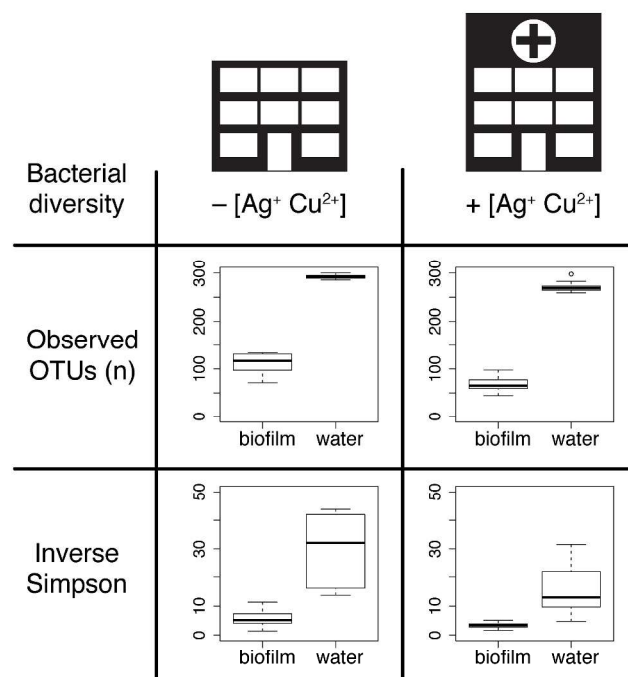 Bacterial
diversity
– [Ag⁺ Cu²⁺]
+ [Ag⁺ Cu²⁺]
Observed
OTUs (n)
300
200
100
0
biofilm water
300
200
100
0
biofilm water
Inverse
Simpson
50
30
10
0
biofilm water
50
30
10
0
biofilm water